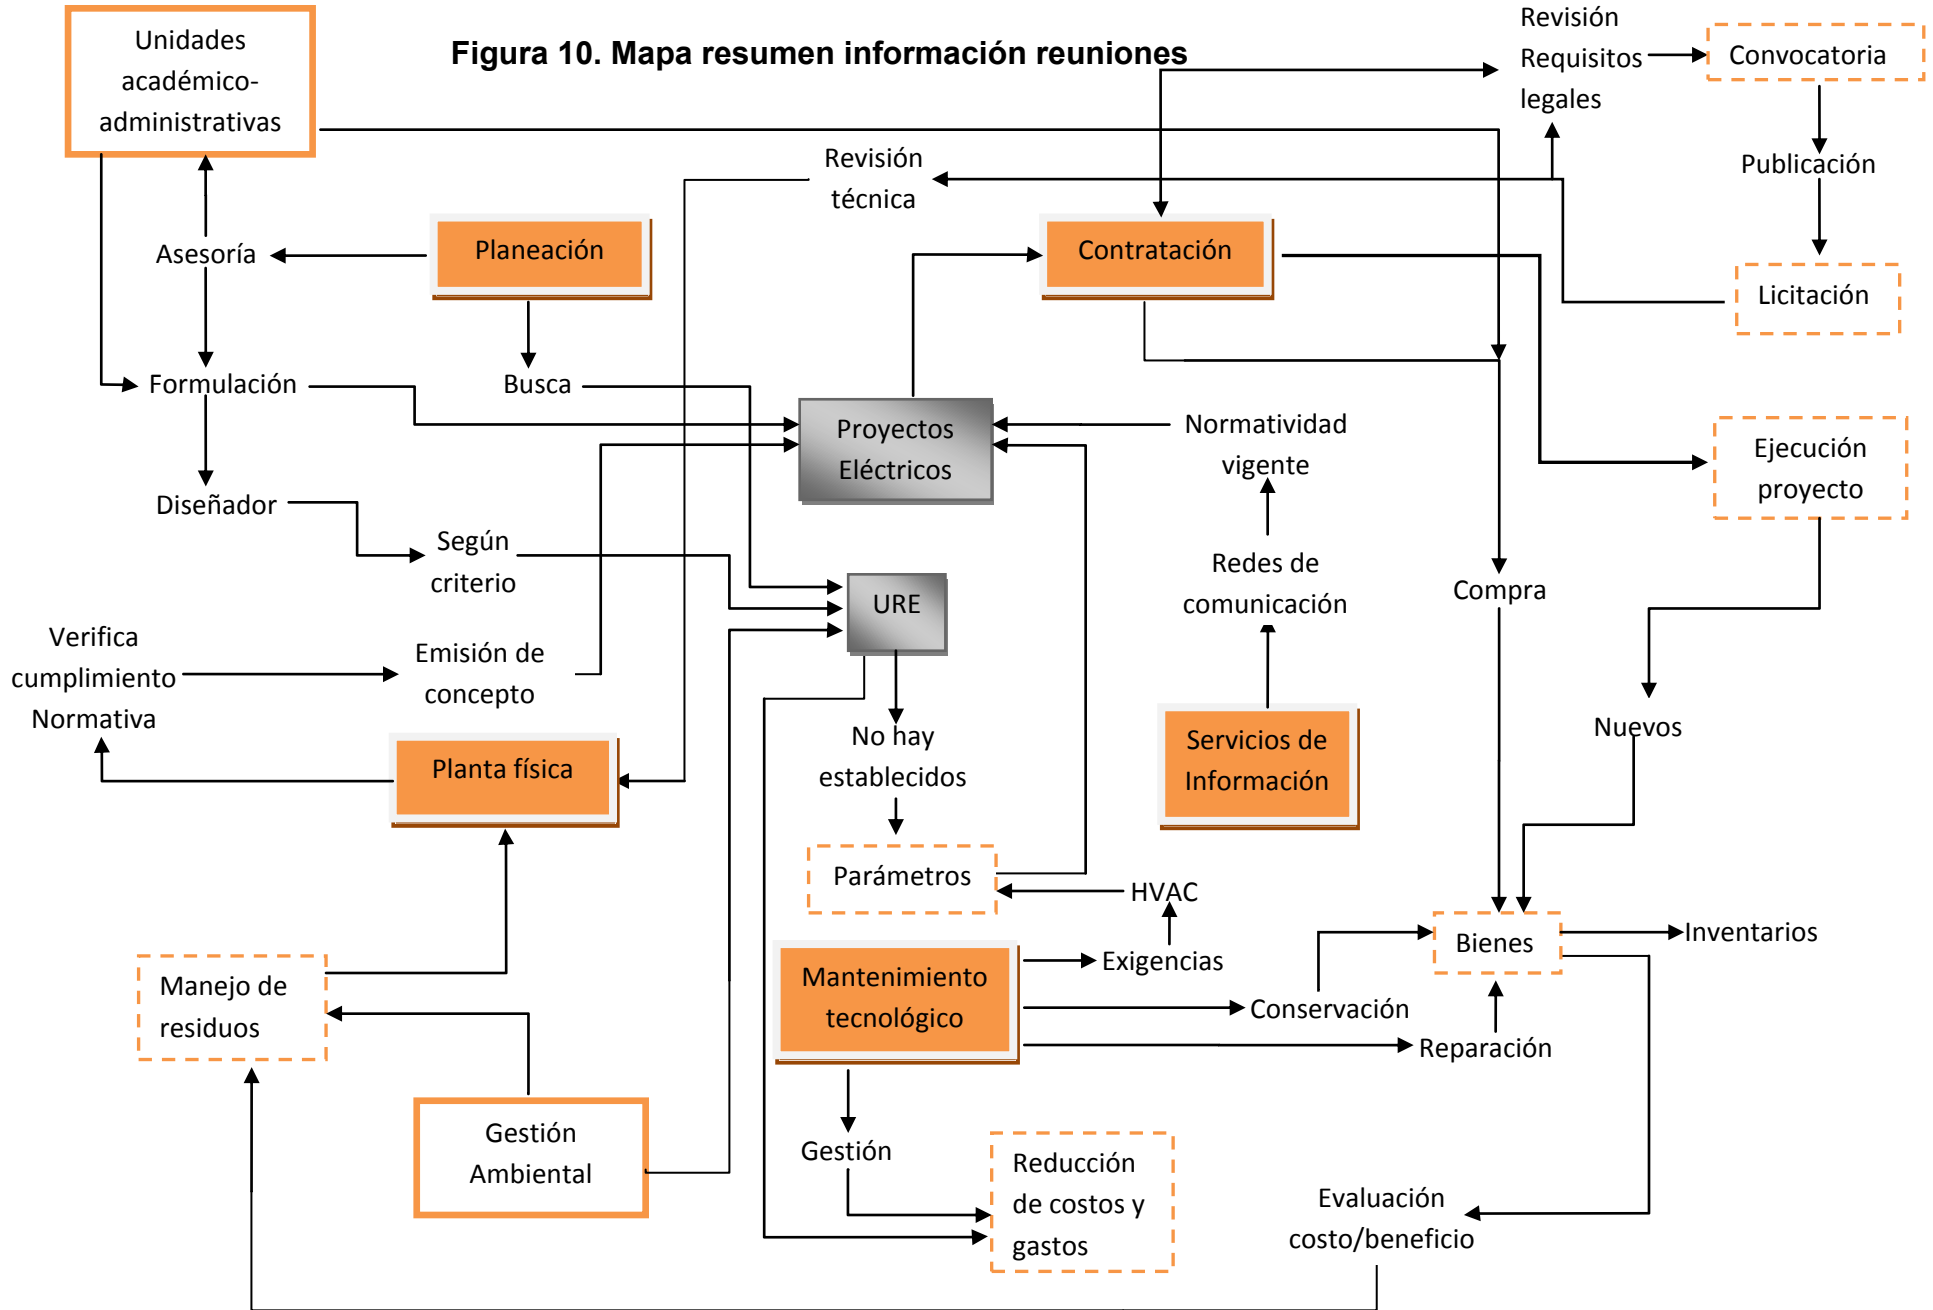 Figura 10. Mapa resumen información reuniones
Unidades
académico-
administrativas
Revisión
Requisitos
legales
Convocatoria
Publicación
Licitación
Revisión
técnica
Asesoría
Planeación
Contratación
Formulación
Busca
Proyectos
Eléctricos
Normatividad
vigente
Ejecución
proyecto
Diseñador
Según
criterio
URE
Redes de
comunicación
Compra
Verifica
cumplimiento
Normativa
Emisión de
concepto
No hay
establecidos
Servicios de
Información
Nuevos
Planta física
Parámetros
HVAC
Exigencias
Bienes
Inventarios
Manejo de
residuos
Mantenimiento
tecnológico
Conservación
Reparación
Gestión
Ambiental
Gestión
Reducción
de costos y
gastos
Evaluación
costo/beneficio